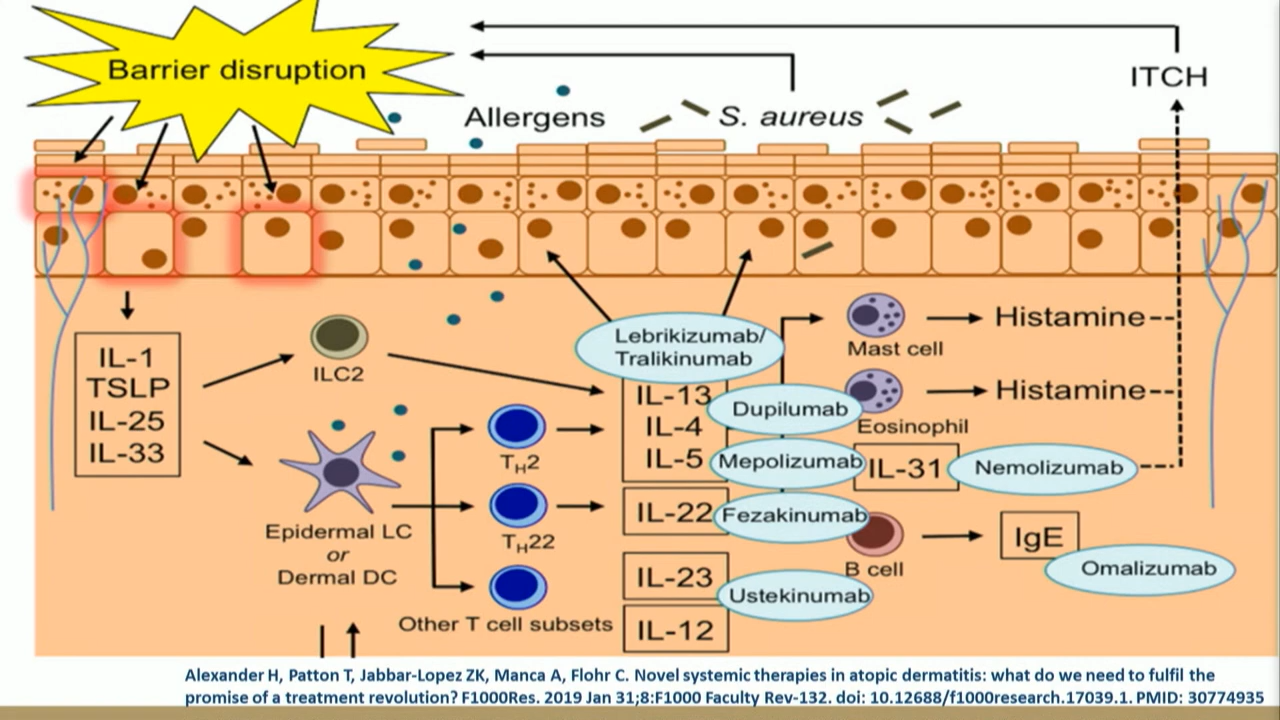 Barrier disruption
ITCH
Allergens
S. aureus
IL-1
TSLP
IL-25
IL-33
ILC2
Epidermal LC
or
Dermal DC
TH2
TH22
Other T cell subsets
Lebrikizumab/
Tralikinumab
IL-13
IL-4
IL-5
Dupilumab
Mepolizumab
IL-22
Fezakinumab
IL-23
IL-12
Ustekinumab
Mast cell
Histamine
Eosinophil
Histamine
IL-31
Nemolizumab
B cell
IgE
Omalizumab
Alexander H, Patton T, Jabbar-Lopez ZK, Manca A, Flohr C. Novel systemic therapies in atopic dermatitis: what do we need to fulfil the
promise of a treatment revolution? F1000Res. 2019 Jan 31;8:F1000 Faculty Rev-132. doi: 10.12688/f1000research.17039.1. PMID: 30774935